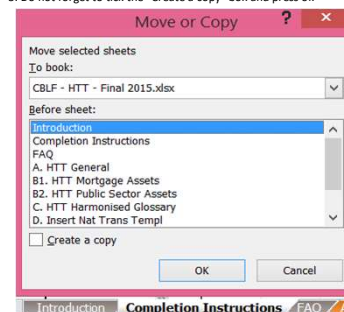 Move or Copy ? ×
Move selected sheets
To book:
CBLF - HTT - Final 2015.xlsx
Before sheet:
Introduction
Completion Instructions
FAQ
A. HTT General
B1. HTT Mortgage Assets
B2. HTT Public Sector Assets
C. HTT Harmonised Glossary
D. Insert Nat Trans Templ
Create a copy
OK Cancel
Introduction Completion Instructions FAQ